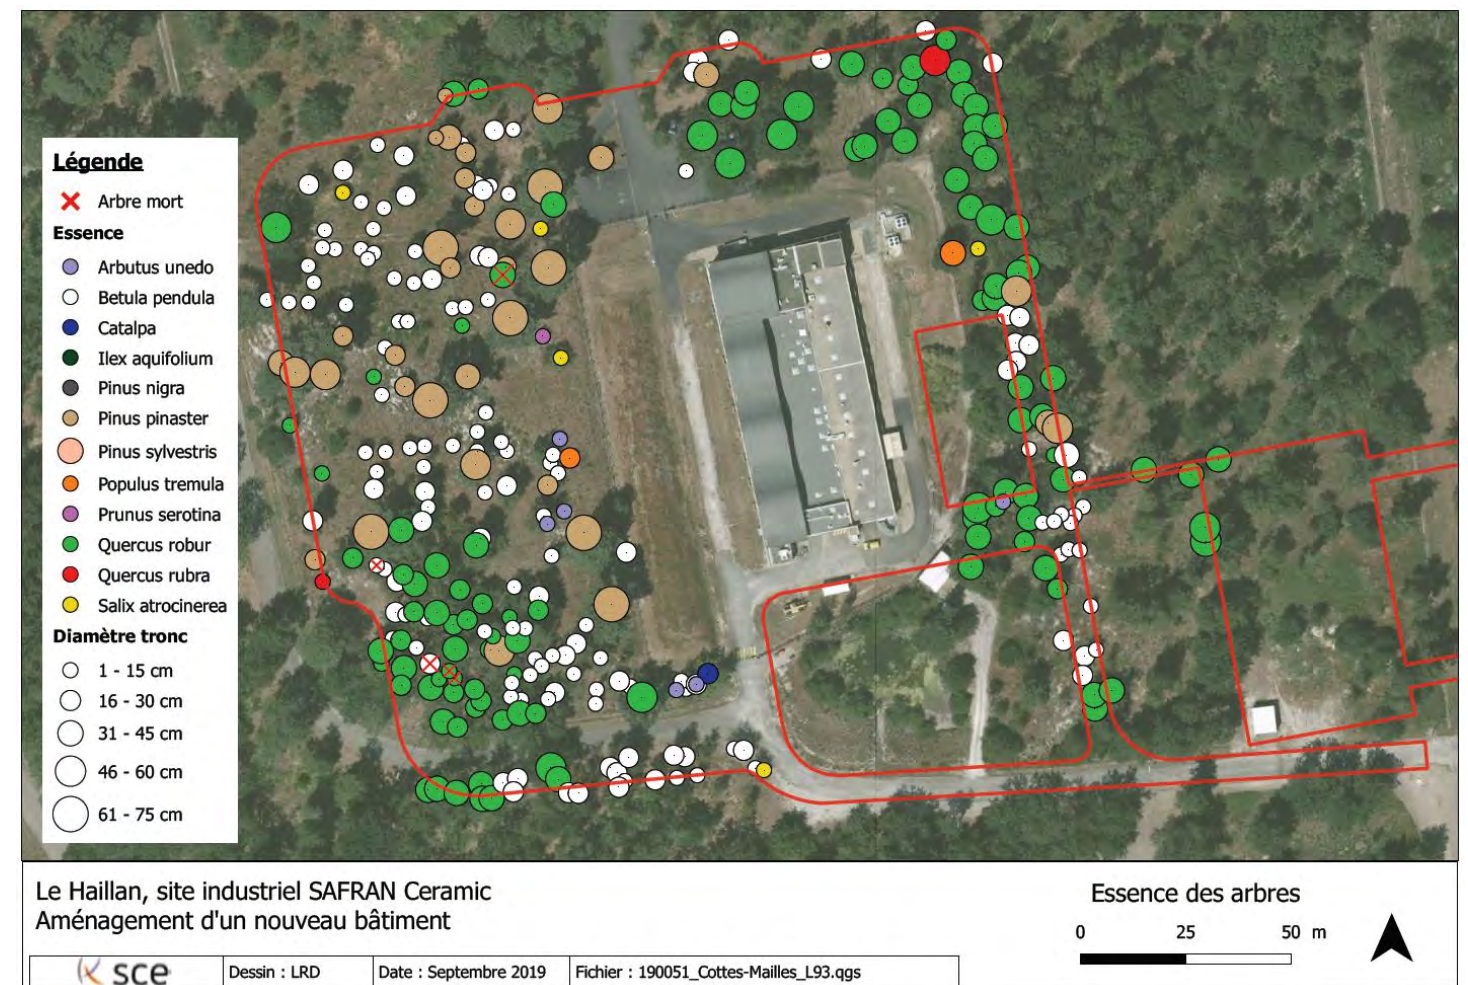 Légende
Arbre mort
Essence
Arbutus unedo
Betula pendula
Catalpa
Ilex aquifolium
Pinus nigra
Pinus pinaster
Pinus sylvestris
Populus tremula
Prunus serotina
Quercus robur
Quercus rubra
Salix atrocinerea
Diamètre tronc
1 - 15 cm
16 - 30 cm
31 - 45 cm
46 - 60 cm
61 - 75 cm
Le Haillan, site industriel SAFRAN Ceramic
Aménagement d'un nouveau bâtiment
Essence des arbres
0 25 50 m
sce
Dessin : LRD
Date : Septembre 2019
Fichier : 190051_Cottes-Mailles_L93.qgs